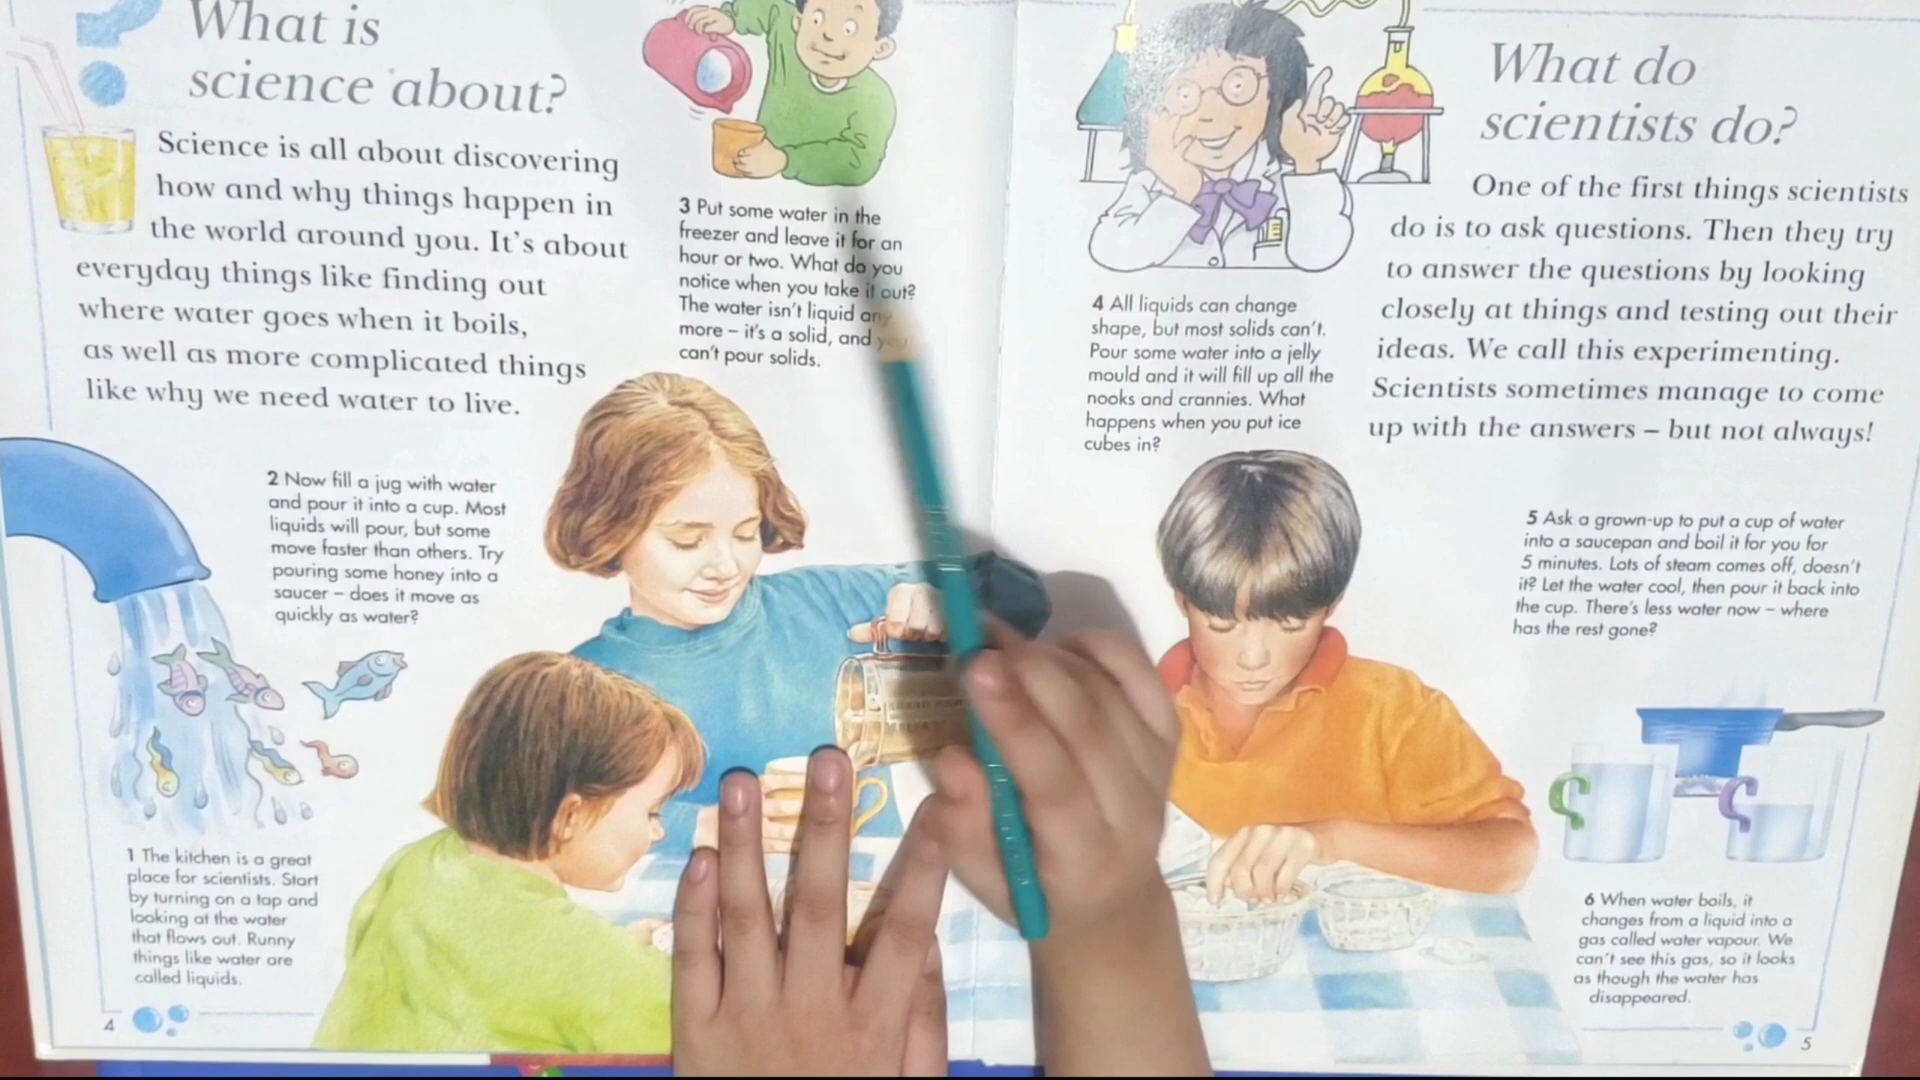 What is
science about?
Science is all about discovering
how and why things happen in
the world around you. It's about
everyday things like finding out
where water goes when it boils,
as well as more complicated things
like why we need water to live.
1 The kitchen is a great
place for scientists. Start
by turning on a tap and
looking at the water
that flows out. Runny
things like water are
called liquids.
2 Now fill a jug with water
and pour it into a cup. Most
liquids will pour, but some
move faster than others. Try
pouring some honey into a
saucer – does it move as
quickly as water?
3 Put some water in the
freezer and leave it for an
hour or two. What do you
notice when you take it out?
The water isn't liquid any
more – it's a solid, and you
can't pour solids.
4
What do
scientists do?
One of the first things scientists
do is to ask questions. Then they try
to answer the questions by looking
closely at things and testing out their
ideas. We call this experimenting.
Scientists sometimes manage to come
up with the answers – but not always!
4 All liquids can change
shape, but most solids can't.
Pour some water into a jelly
mould and it will fill up all the
nooks and crannies. What
happens when you put ice
cubes in?
5 Ask a grown-up to put a cup of water
into a saucepan and boil it for you for
5 minutes. Lots of steam comes off, doesn't
it? Let the water cool, then pour it back into
the cup. There's less water now – where
has the rest gone?
6 When water boils, it
changes from a liquid into a
gas called water vapour. We
can't see this gas, so it looks
as though the water has
disappeared.
5